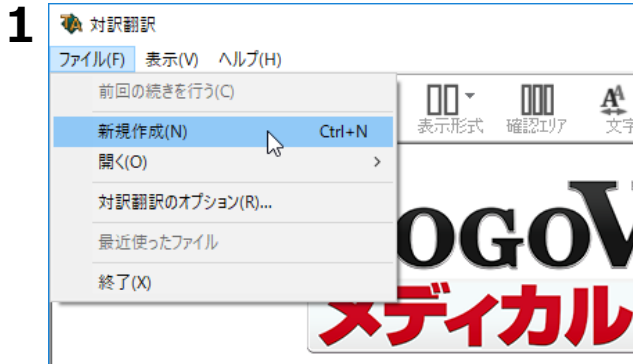 1
対訳翻訳
ファイル(F) 表示(V) ヘルプ(H)
前回の続きを行う(C)
新規作成(N) Ctrl+N
開く(O)
対訳翻訳のオプション(R)...
最近使ったファイル
終了(X)
表示形式 確認エリア 文字
OGOV
メディカル